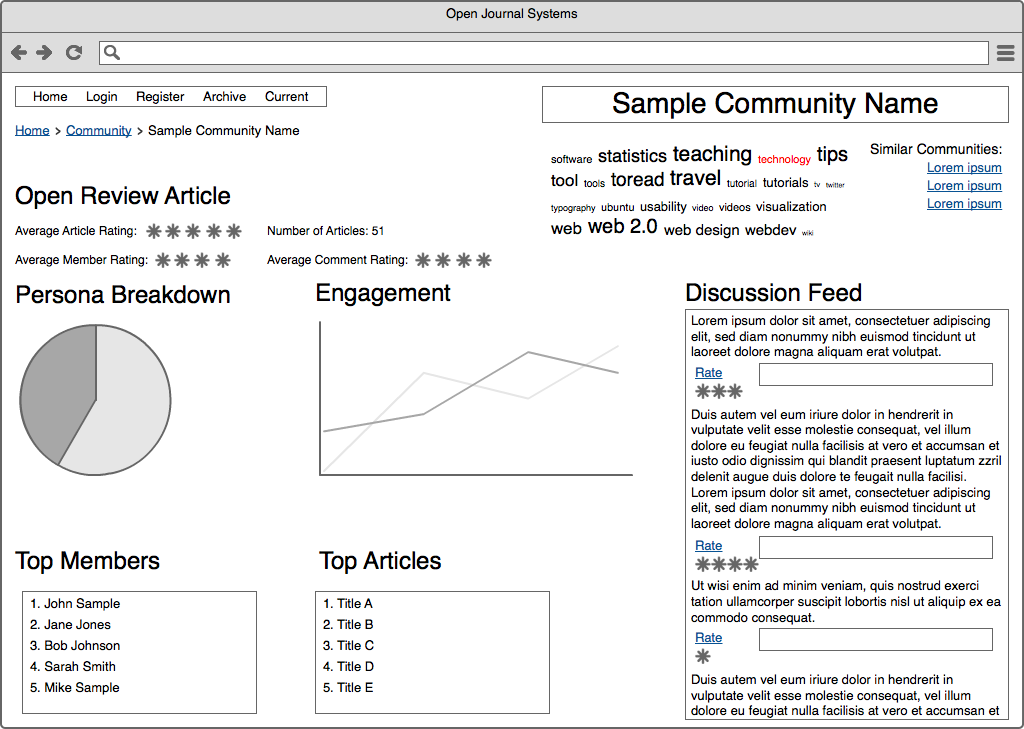 Open Journal Systems
Home Login Register Archive Current
Sample Community Name
Home > Community > Sample Community Name
software statistics teaching technology tips
tool tools toread travel tutorial tutorials tv twitter
typography ubuntu usability video videos visualization
web web 2.0 web design webdev wiki
Similar Communities:
Lorem ipsum
Lorem ipsum
Lorem ipsum
Open Review Article
Average Article Rating:
Number of Articles: 51
Average Member Rating:
Average Comment Rating:
Persona Breakdown
Engagement
Top Members
1. John Sample
2. Jane Jones
3. Bob Johnson
4. Sarah Smith
5. Mike Sample
Top Articles
1. Title A
2. Title B
3. Title C
4. Title D
5. Title E
Discussion Feed
Lorem ipsum dolor sit amet, consectetuer adipiscing
elit, sed diam nonummy nibh euismod tincidunt ut
laoreet dolore magna aliquam erat volutpat.
Rate
Duis autem vel eum iriure dolor in hendrerit in
vulputate velit esse molestie consequat, vel illum
dolore eu feugiat nulla facilisis at vero et accumsan et
iusto odio dignissim qui blandit praesent luptatum zzril
delenit augue duis dolore te feugait nulla facilisi.
Lorem ipsum dolor sit amet, consectetuer adipiscing
elit, sed diam nonummy nibh euismod tincidunt ut
laoreet dolore magna aliquam erat volutpat.
Rate
Ut wisi enim ad minim veniam, quis nostrud exerci
tation ullamcorper suscipit lobortis nisl ut aliquip ex ea
commodo consequat.
Rate
Duis autem vel eum iriure dolor in hendrerit in
vulputate velit esse molestie consequat, vel illum
dolore eu feugiat nulla facilisis at vero et accumsan et